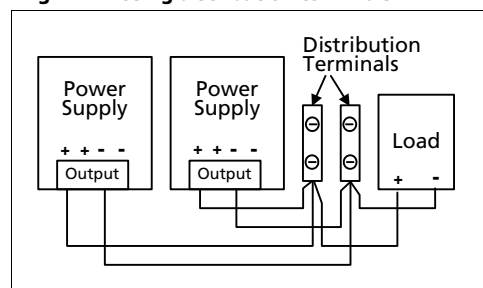 Distribution
Terminals
Power
Supply
+ + - -
Output
Power
Supply
+ + - -
Output
Load
+ -